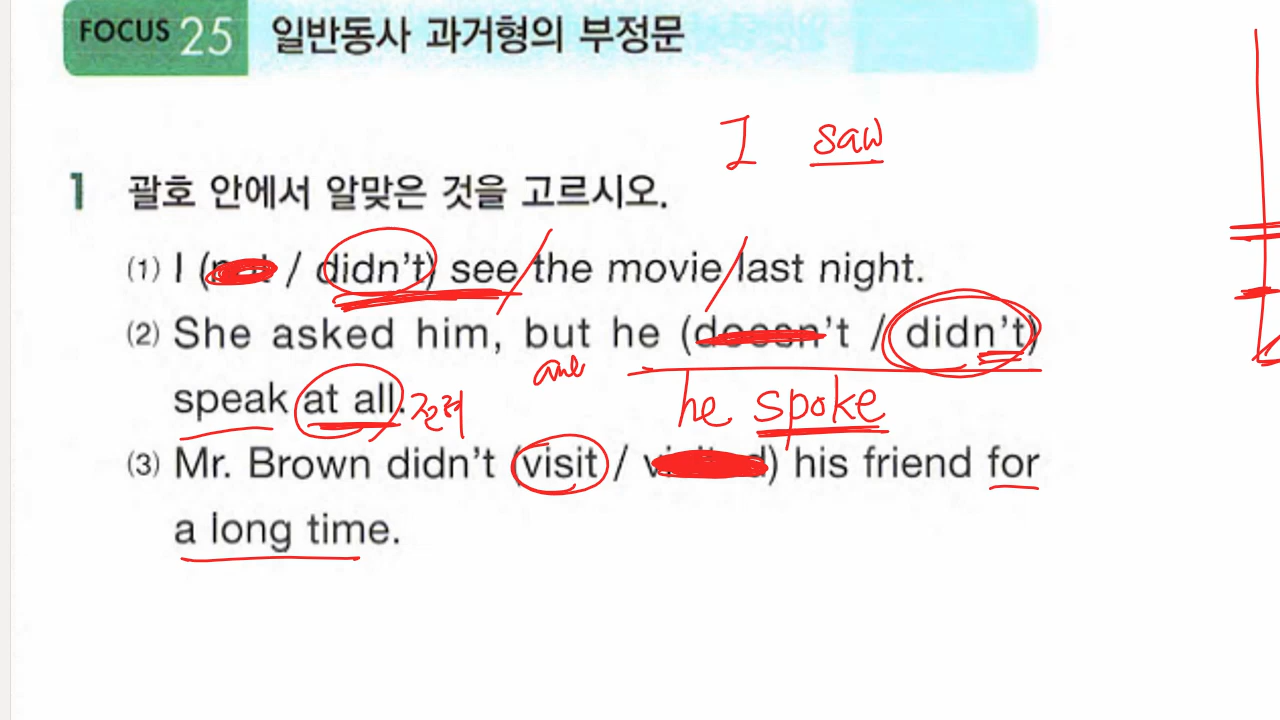 FOCUS 25 일반동사 과거형의 부정문
I saw
1 괄호 안에서 알맞은 것을 고르시오.
(1) I (not / didn't) see the movie last night.
(2) She asked him, but he (doesn't / didn't)
speak at all. 전혀 he spoke
(3) Mr. Brown didn't (visit / visited) his friend for
a long time.